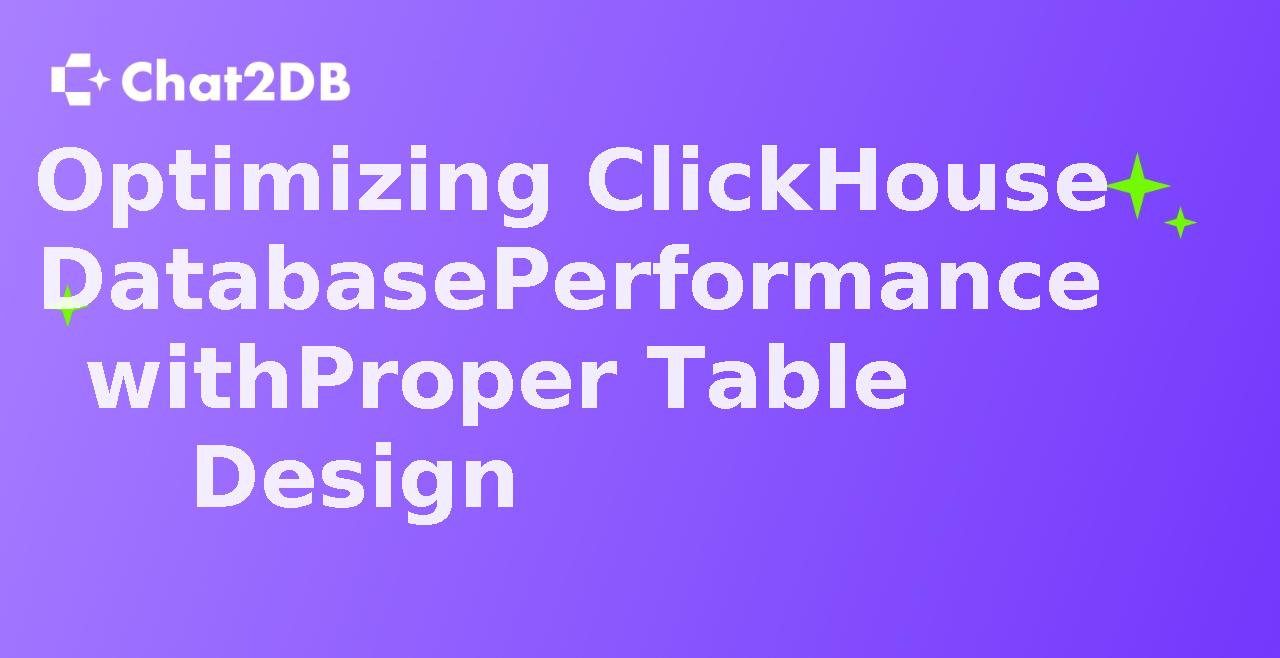 Chat2DB
Optimizing ClickHouse
DatabasePerformance
withProper Table
Design